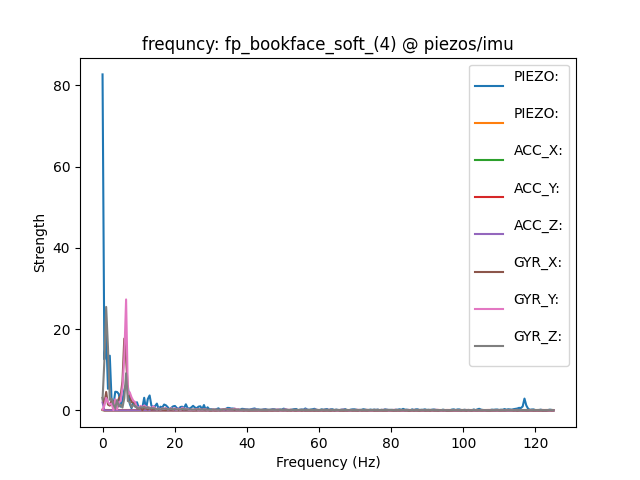 frequncy: fp_bookface_soft_(4) @ piezos/imu
Strength
80
60
40
20
0
PIEZO:
PIEZO:
ACC_X:
ACC_Y:
ACC_Z:
GYR_X:
GYR_Y:
GYR_Z:
0 20 40 60 80 100 120
Frequency (Hz)